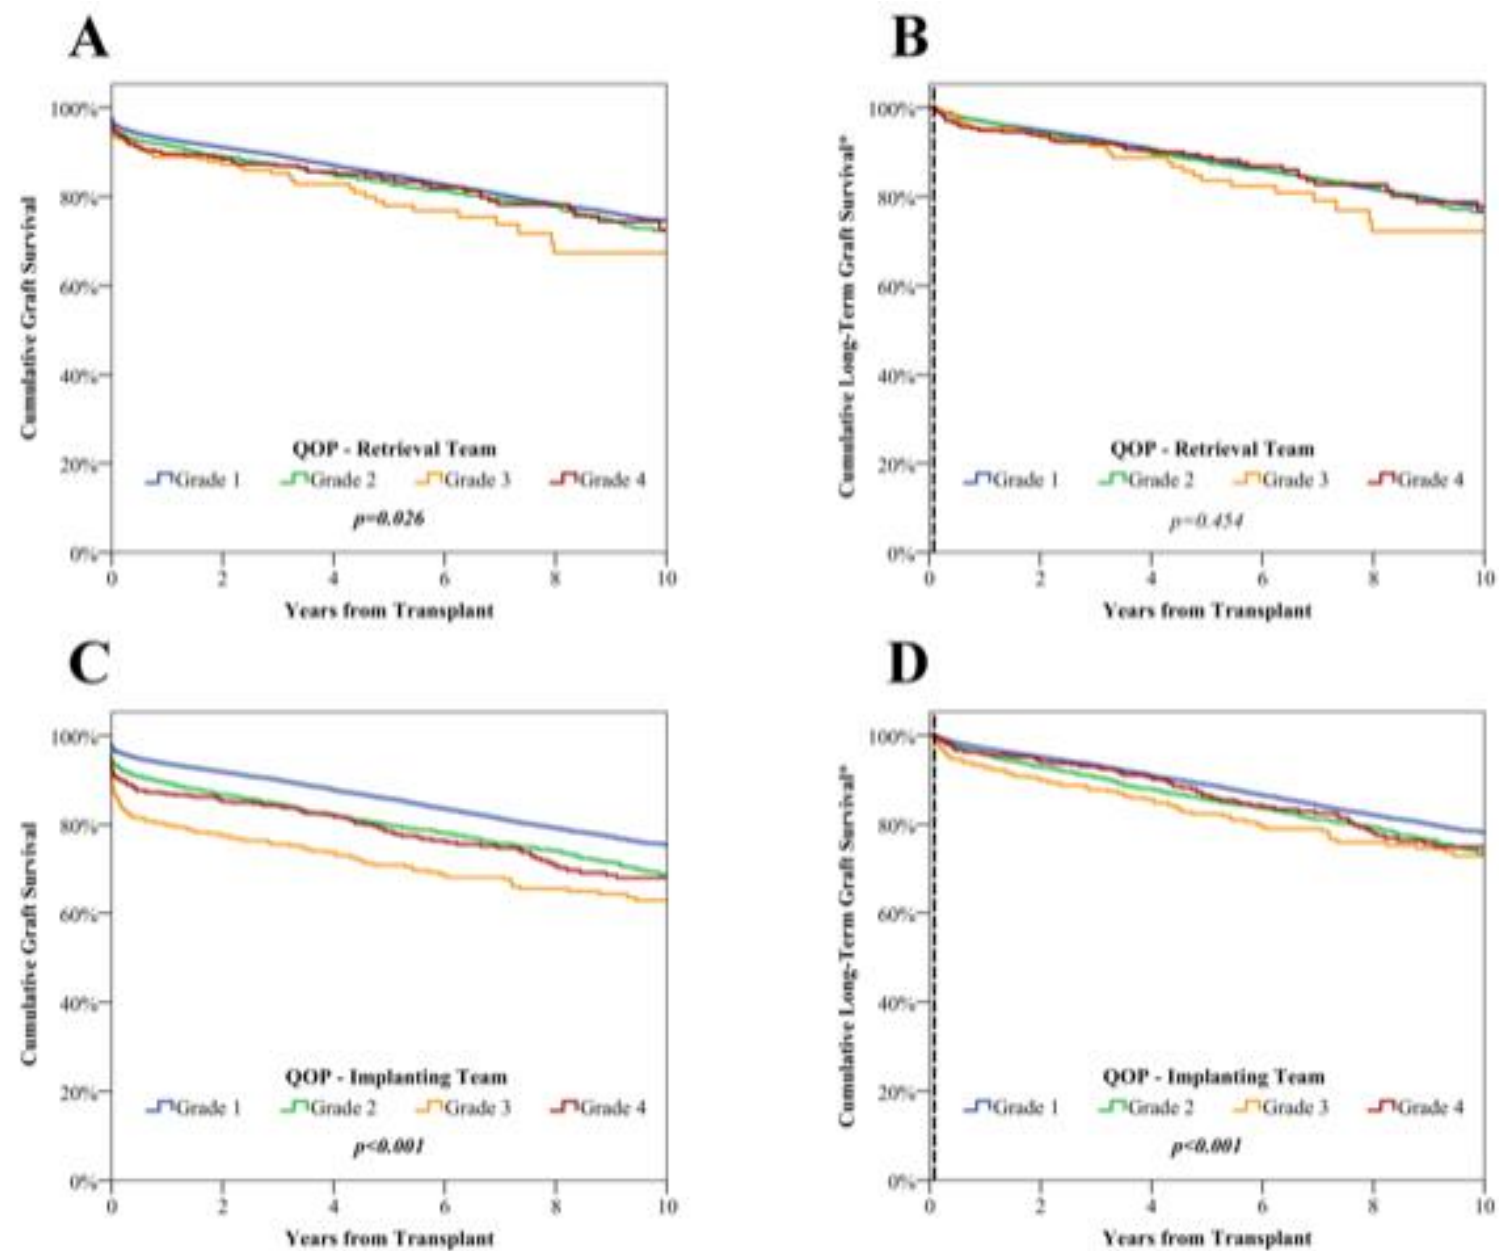 A
Cumulative Graft Survival
100%
80%
60%
40%
20%
0%
QOP - Retrieval Team
Grade 1 Grade 2 Grade 3 Grade 4
p=0.026
0 2 4 6 8 10
Years from Transplant
B
Cumulative Long-Term Graft Survival*
100%
80%
60%
40%
20%
0%
QOP - Retrieval Team
Grade 1 Grade 2 Grade 3 Grade 4
p=0.454
0 2 4 6 8 10
Years from Transplant
C
Cumulative Graft Survival
100%
80%
60%
40%
20%
0%
QOP - Implanting Team
Grade 1 Grade 2 Grade 3 Grade 4
p<0.001
0 2 4 6 8 10
Years from Transplant
D
Cumulative Long-Term Graft Survival*
100%
80%
60%
40%
20%
0%
QOP - Implanting Team
Grade 1 Grade 2 Grade 3 Grade 4
p<0.001
0 2 4 6 8 10
Years from Transplant